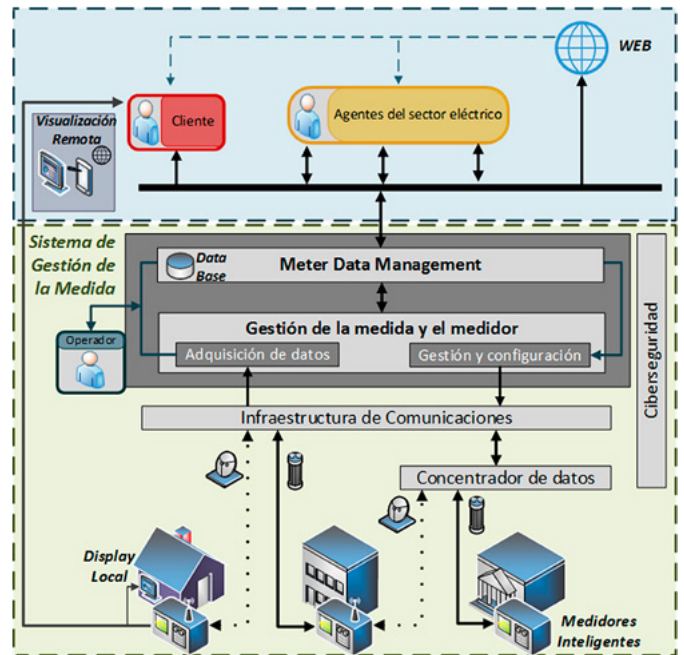 WEB
Cliente
Agentes del sector eléctrico
Visualización
Remota
Sistema de
Gestión de
la Medida
Data
Base
Meter Data Management
Ciberseguridad
Gestión de la medida y el medidor
Operador
Adquisición de datos
Gestión y configuración
Infraestructura de Comunicaciones
Concentrador de datos
Display
Local
Medidores
Inteligentes